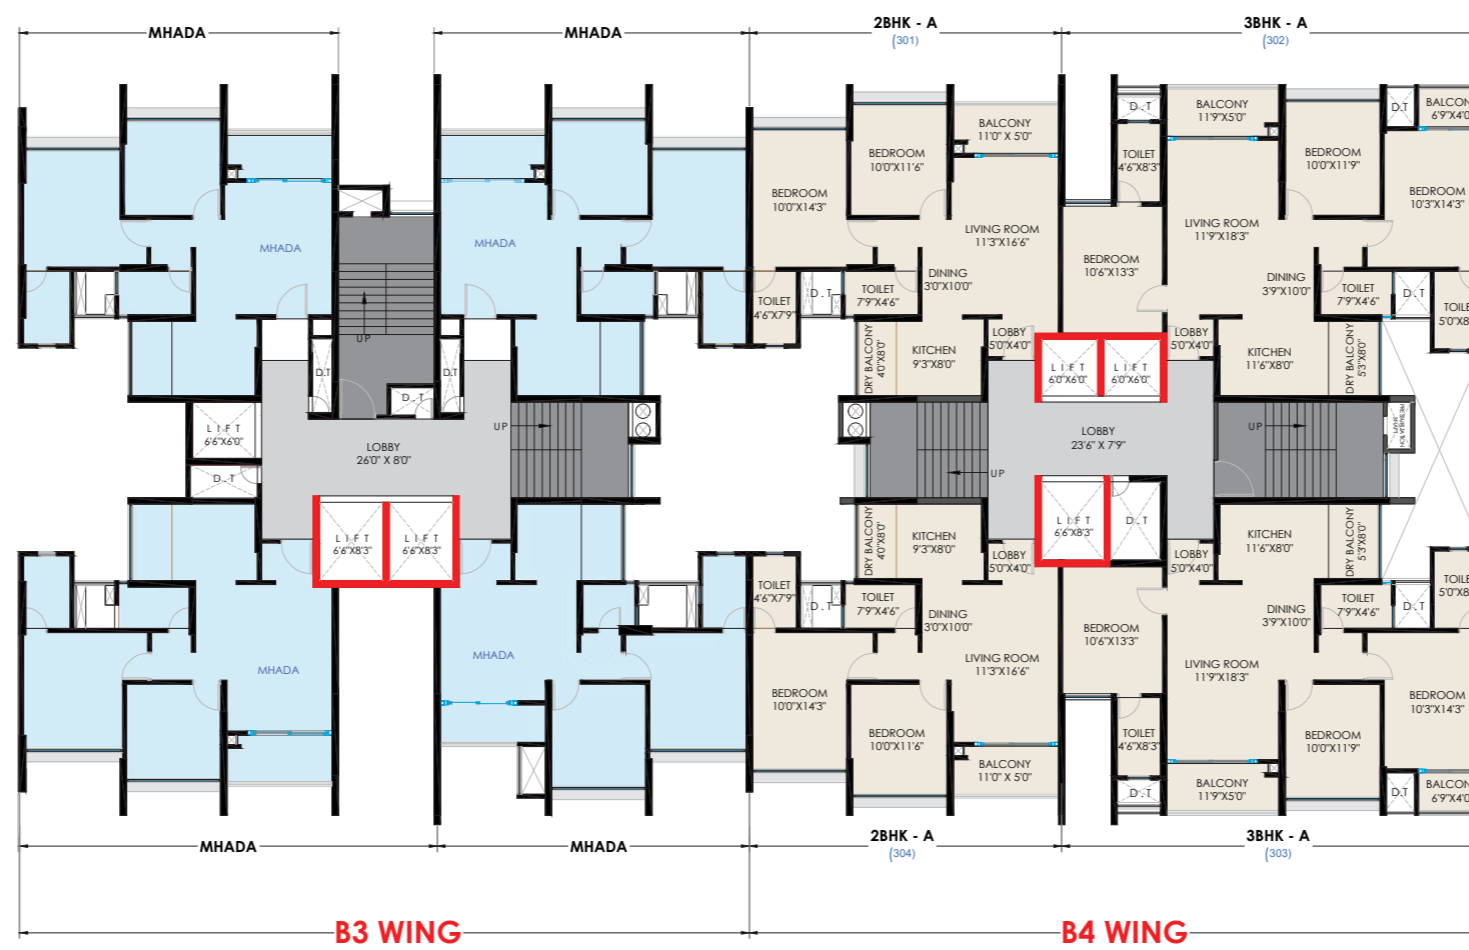 MHADA
MHADA
2BHK - A
(301)
3BHK - A
(302)
BALCONY
11'0" X 5'0"
BEDROOM
10'0"X11'6"
BEDROOM
10'0"X14'3"
LIVING ROOM
11'3"X16'6"
DINING
3'0"X10'0"
TOILET
4'6"X7'9"
D.T
TOILET
7'9"X4'6"
DRY BALCONY
4'0"X8'0"
KITCHEN
9'3"X8'0"
LOBBY
5'0"X4'0"
D.T
BALCONY
11'9"X5'0"
D.T
BALCON
6'9"X4'0
TOILET
4'6"X8'3"
BEDROOM
10'0"X11'9"
BEDROOM
10'3"X14'3"
LIVING ROOM
11'9"X18'3"
BEDROOM
10'6"X13'3"
DINING
3'9"X10'0"
TOILET
7'9"X4'6"
D.T
TOILE
5'0"X8
LOBBY
5'0"X4'0"
KITCHEN
11'6"X8'0"
DRY BALCONY
5'3"X8'0"
MHADA
MHADA
UP
D.T
D.T
D.T
LIFT
6'6"X6'0"
D.T
LOBBY
26'0" X 8'0"
UP
LIFT
6'6"X8'3"
LIFT
6'6"X8'3"
LIFT
6'0"X6'0"
LIFT
6'0"X6'0"
LOBBY
23'6" X 7'9"
UP
UP
LIFT
6'6"X8'3"
D.T
DRY BALCONY
4'0"X8'0"
KITCHEN
9'3"X8'0"
LOBBY
5'0"X4'0"
LOBBY
5'0"X4'0"
KITCHEN
11'6"X8'0"
DRY BALCONY
5'3"X8'0"
TOILET
4'6"X7'9"
D.T
TOILET
7'9"X4'6"
DINING
3'0"X10'0"
DINING
3'9"X10'0"
TOILET
7'9"X4'6"
D.T
TOILE
5'0"X8
MHADA
MHADA
LIVING ROOM
11'3"X16'6"
BEDROOM
10'0"X14'3"
BEDROOM
10'0"X11'6"
BALCONY
11'0" X 5'0"
BEDROOM
10'6"X13'3"
LIVING ROOM
11'9"X18'3"
BEDROOM
10'3"X14'3"
TOILET
4'6"X8'3"
BEDROOM
10'0"X11'9"
D.T
BALCONY
11'9"X5'0"
D.T
BALCON
6'9"X4'0
MHADA
MHADA
2BHK - A
(304)
3BHK - A
(303)
B3 WING
B4 WING